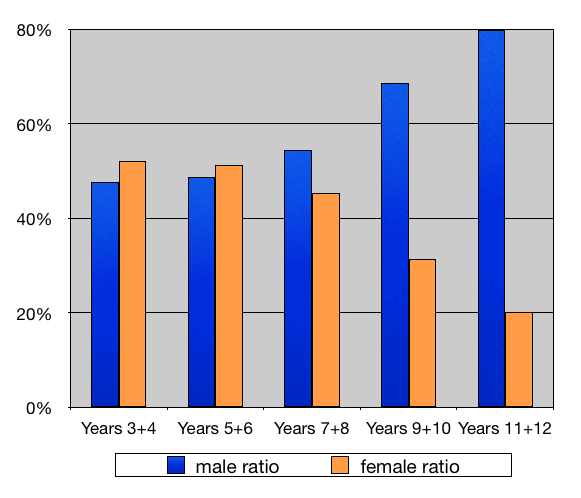 80%
60%
40%
20%
0%
Years 3+4 Years 5+6 Years 7+8 Years 9+10 Years 11+12
male ratio female ratio